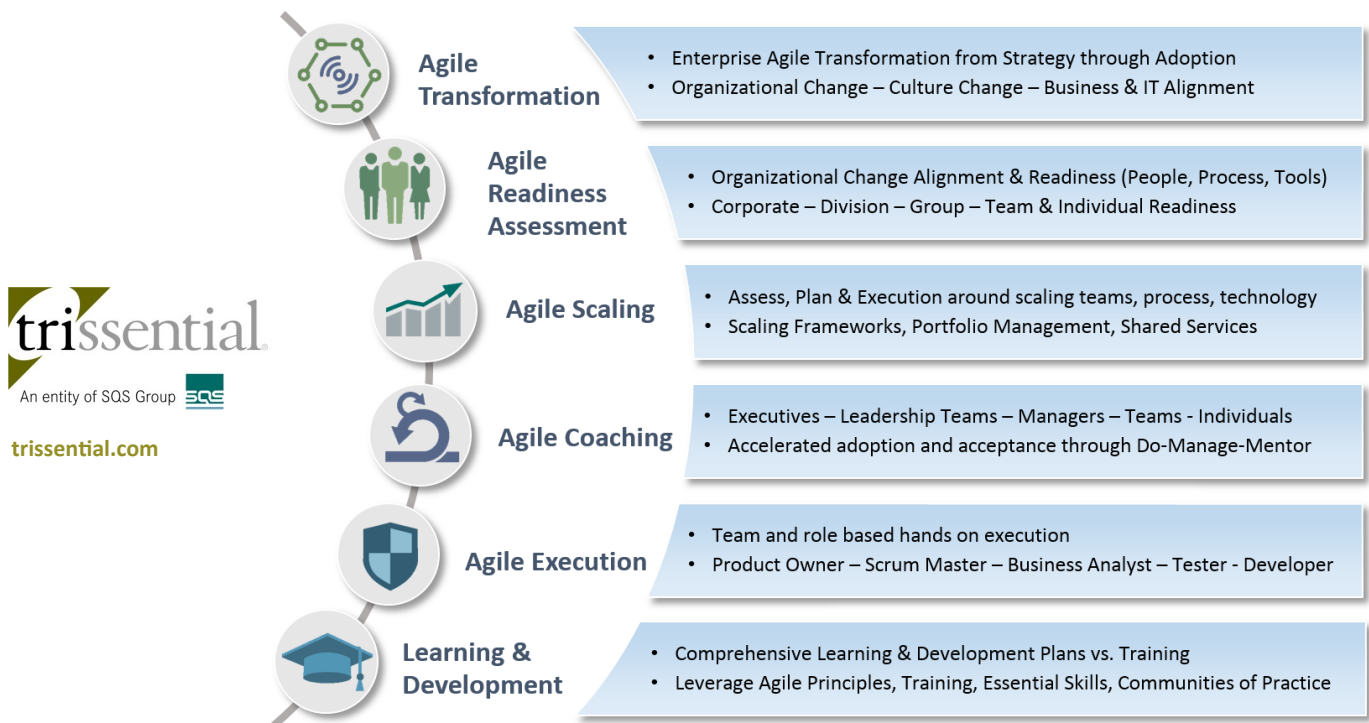 Agile
Transformation
• Enterprise Agile Transformation from Strategy through Adoption
• Organizational Change – Culture Change – Business & IT Alignment
Agile
Readiness
Assessment
• Organizational Change Alignment & Readiness (People, Process, Tools)
• Corporate – Division – Group – Team & Individual Readiness
trissential®
An entity of SQS Group SQS
trissential.com
Agile Scaling
• Assess, Plan & Execution around scaling teams, process, technology
• Scaling Frameworks, Portfolio Management, Shared Services
Agile Coaching
• Executives – Leadership Teams – Managers – Teams - Individuals
• Accelerated adoption and acceptance through Do-Manage-Mentor
Agile Execution
• Team and role based hands on execution
• Product Owner – Scrum Master – Business Analyst – Tester - Developer
Learning &
Development
• Comprehensive Learning & Development Plans vs. Training
• Leverage Agile Principles, Training, Essential Skills, Communities of Practice